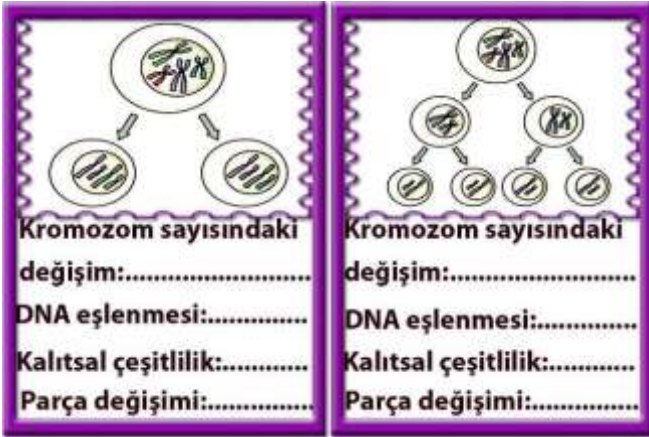 Kromozom sayısındaki
değişim:...........................
DNA eşlenmesi:..............
Kalıtsal çeşitlilik:.............
Parça değişimi:...............
Kromozom sayısındaki
değişim:...........................
DNA eşlenmesi:..............
Kalıtsal çeşitlilik:.............
Parça değişimi:...............